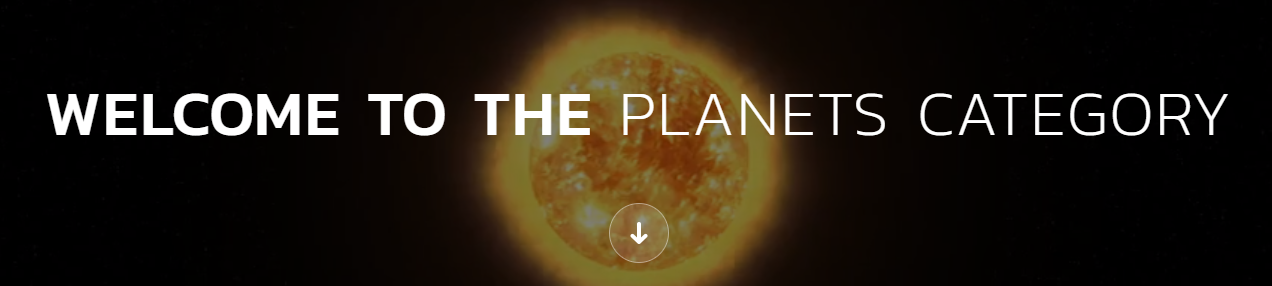 WELCOME TO THE PLANETS CATEGORY